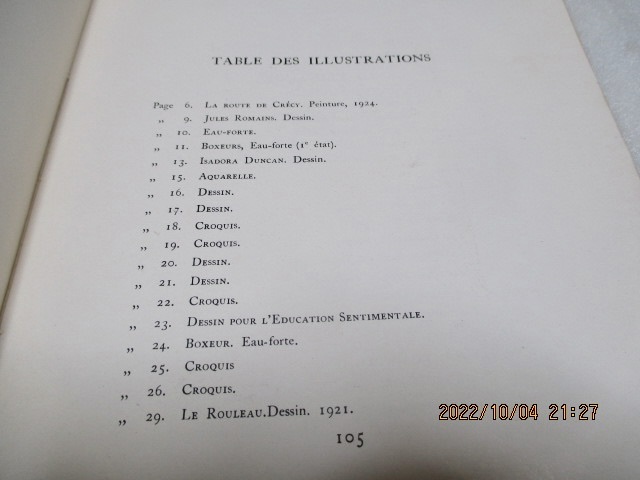 TABLE DES ILLUSTRATIONS
Page 6. LA ROUTE DE CRÉCY. Peinture, 1924.
„ 9. JULES ROMAINS. Dessin.
„ 10. EAU-FORTE.
„ 11. BOXEURS, Eau-forte (1er état).
„ 13. ISADORA DUNCAN. Dessin.
„ 15. AQUARELLE.
„ 16. DESSIN.
„ 17. DESSIN.
„ 18. CROQUIS.
„ 19. CROQUIS.
„ 20. DESSIN.
„ 21. DESSIN.
„ 22. CROQUIS.
„ 23. DESSIN POUR L'EDUCATION SENTIMENTALE.
„ 24. BOXEUR. Eau-forte.
„ 25. CROQUIS
„ 26. CROQUIS.
„ 29. LE ROULEAU.Dessin. 1921.
105
2022/10/04 21:27